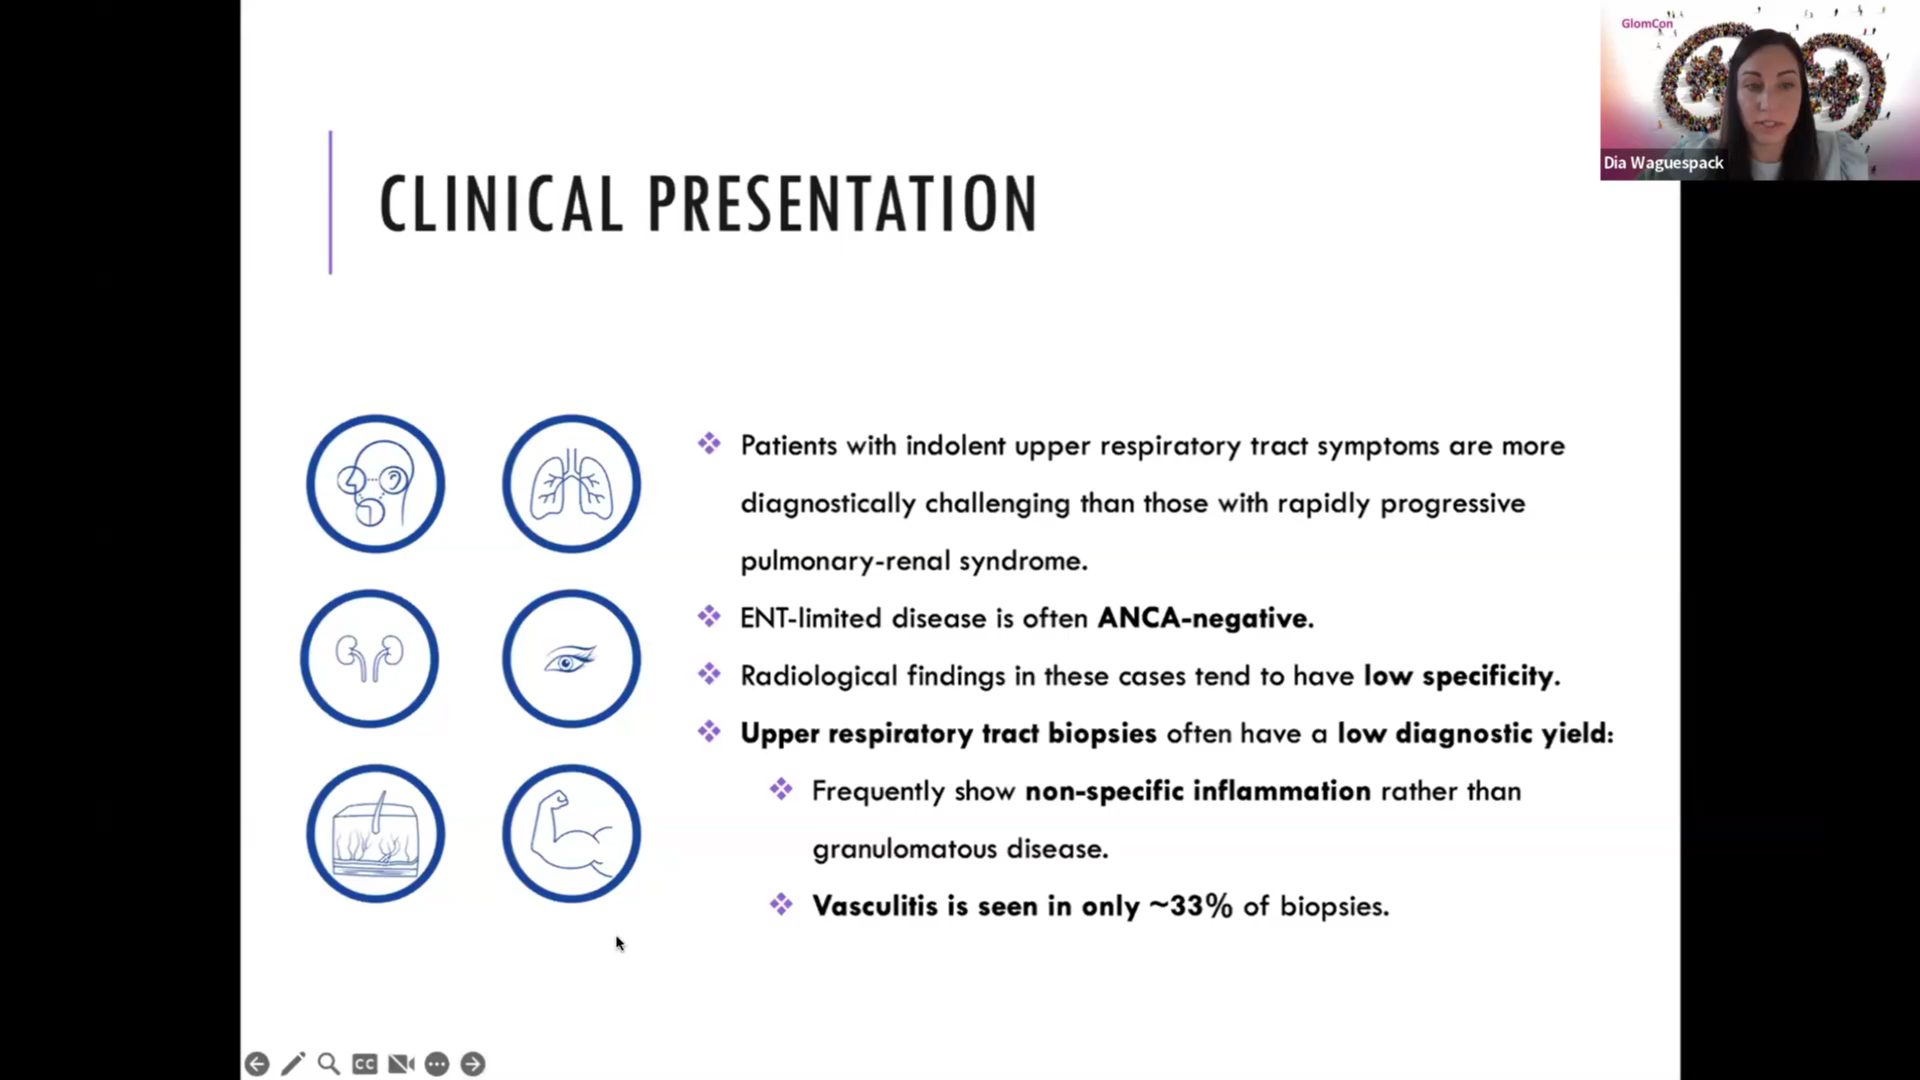 GlomCon
Dia Waguespack
CLINICAL PRESENTATION
Patients with indolent upper respiratory tract symptoms are more
diagnostically challenging than those with rapidly progressive
pulmonary-renal syndrome.
ENT-limited disease is often ANCA-negative.
Radiological findings in these cases tend to have low specificity.
Upper respiratory tract biopsies often have a low diagnostic yield:
Frequently show non-specific inflammation rather than
granulomatous disease.
Vasculitis is seen in only ~33% of biopsies.
CC